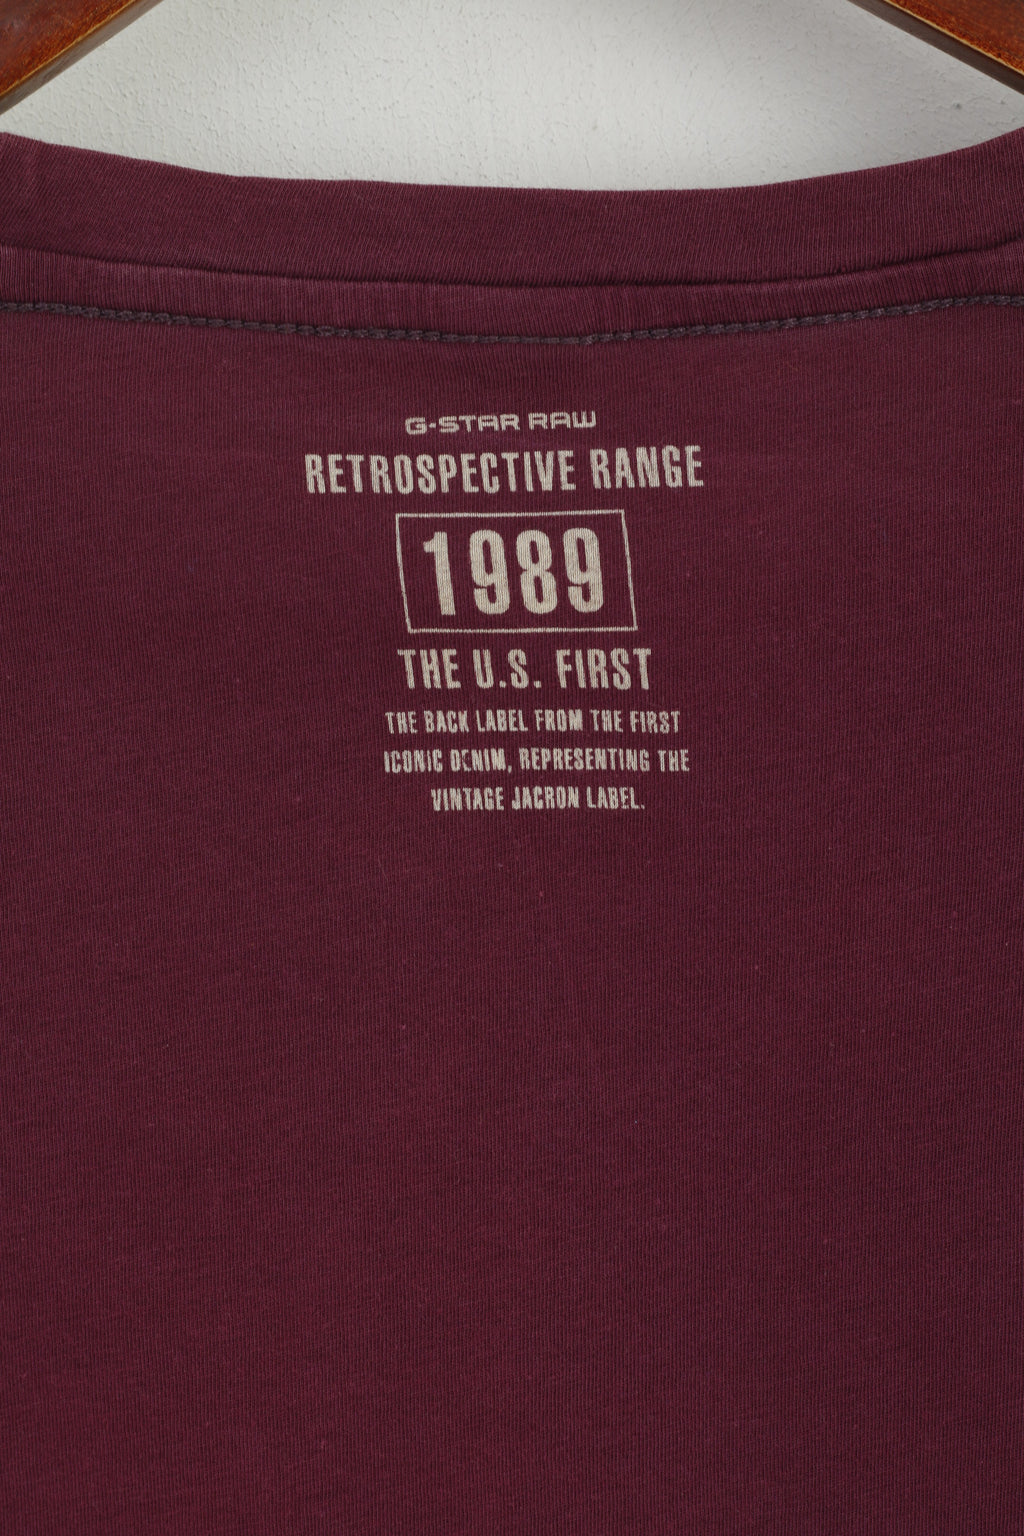 G-STAR RAW
RETROSPECTIVE RANGE
1989
THE U.S. FIRST
THE BACK LABEL FROM THE FIRST
ICONIC DENIM, REPRESENTING THE
VINTAGE JACRON LABEL.